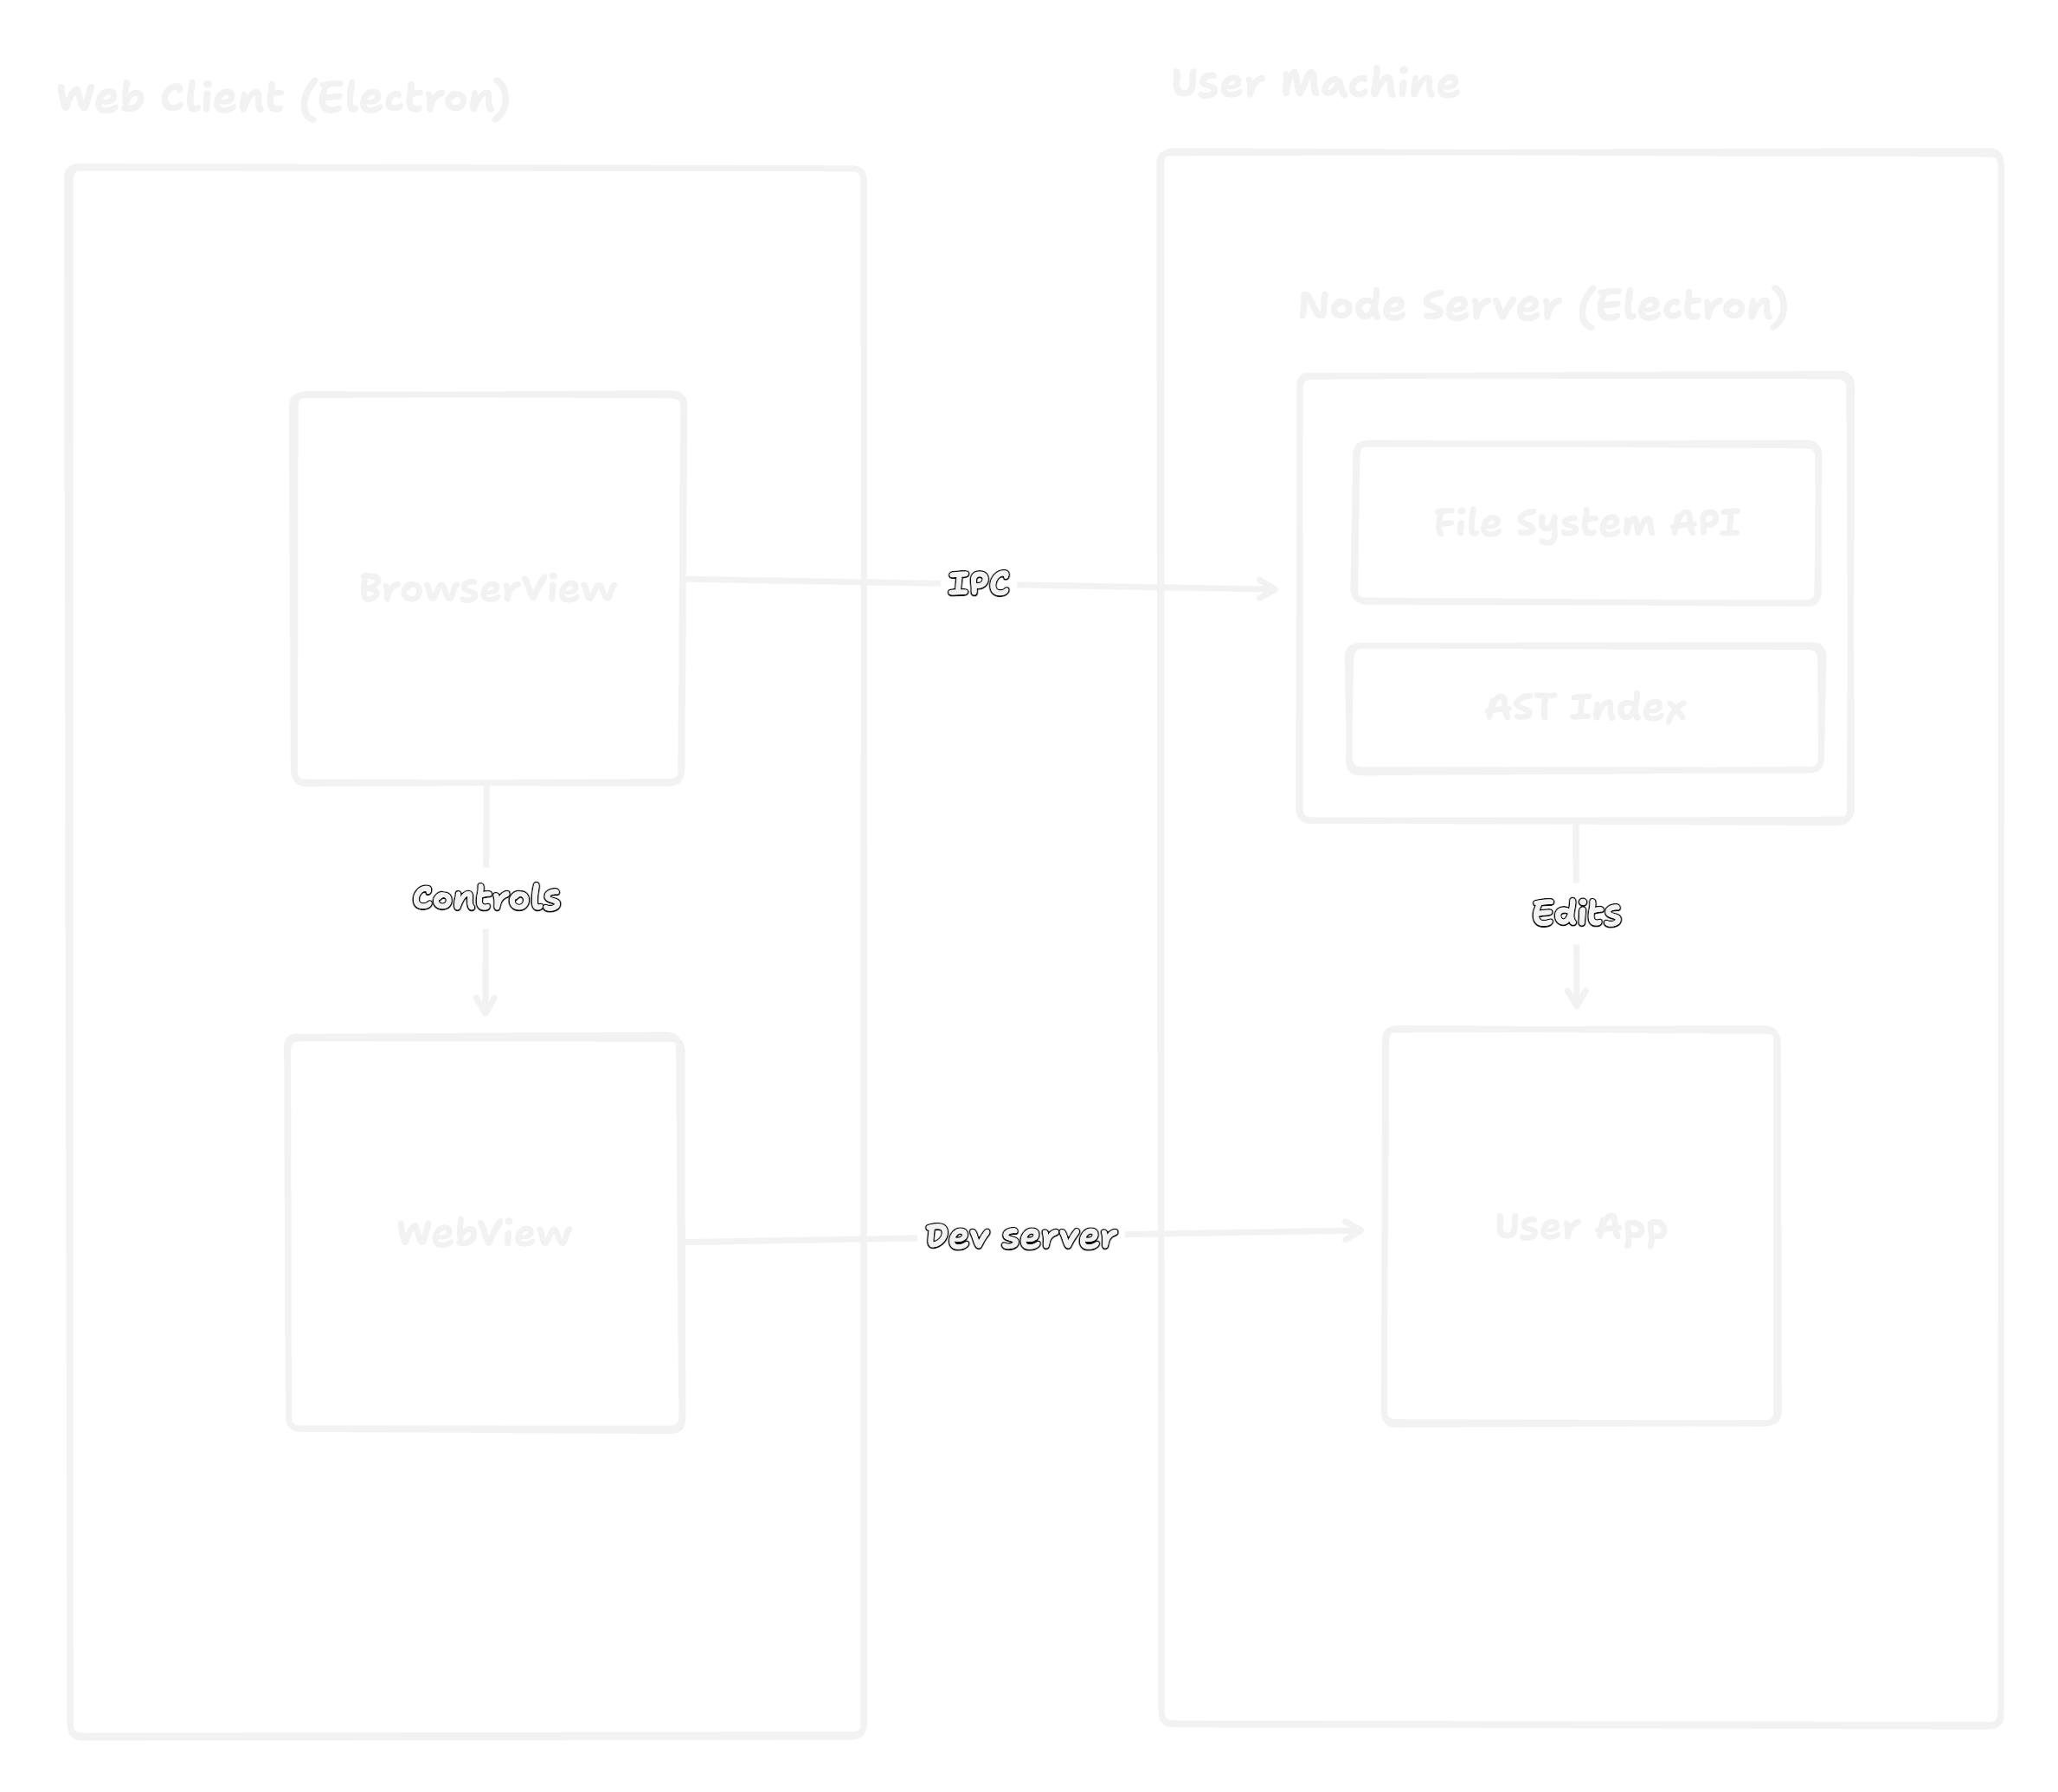 Web Client (Electron)
User Machine
Node Server (Electron)
File System API
BrowserView
IPC
AST Index
Controls
Edits
WebView
Dev server
User App